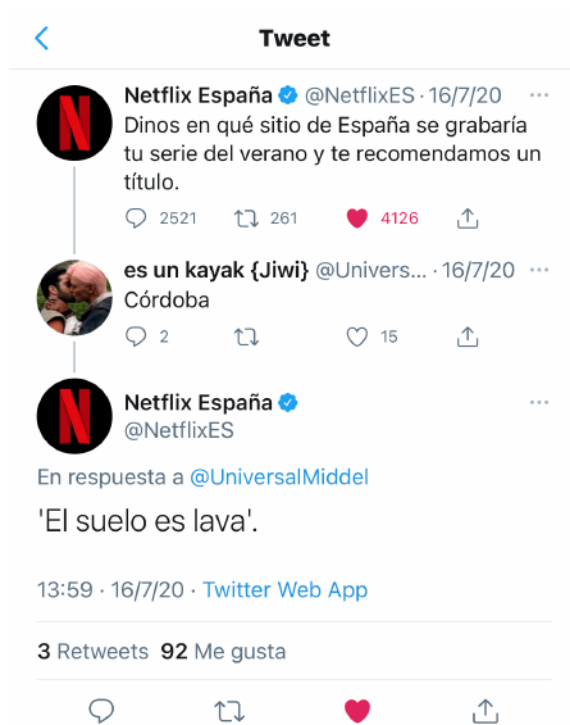 Tweet
Netflix España @NetflixES · 16/7/20
Dinos en qué sitio de España se grabaría
tu serie del verano y te recomendamos un
título.
2521 261 4126
es un kayak {Jiwi} @Univers... · 16/7/20
Córdoba
2 15
Netflix España
@NetflixES
En respuesta a @UniversalMiddel
'El suelo es lava'.
13:59 · 16/7/20 · Twitter Web App
3 Retweets 92 Me gusta